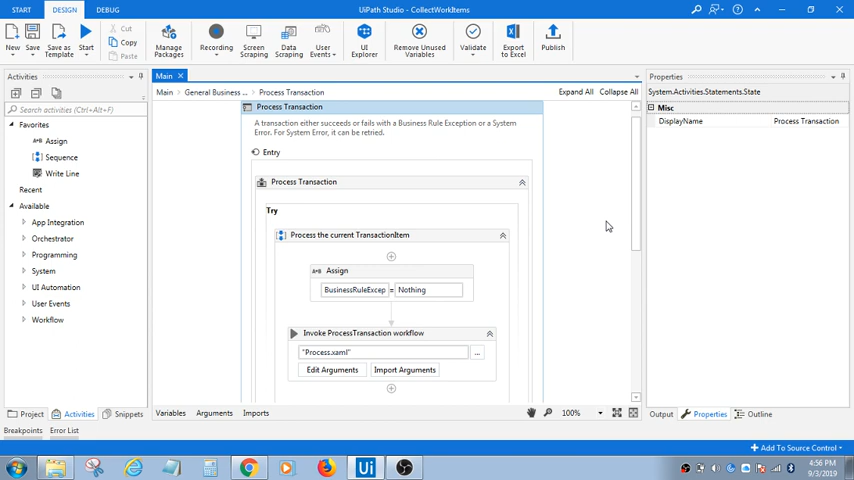 START DESIGN DEBUG UiPath Studio - CollectWorkItems
New Save Save as Template Start Cut Copy Paste Manage Packages Recording Screen Scraping Data Scraping User Events UI Explorer Remove Unused Variables Validate Export to Excel Publish
Activities
Search activities (Ctrl+Alt+F)
Favorites
Assign
Sequence
Write Line
Recent
Available
App Integration
Orchestrator
Programming
System
UI Automation
User Events
Workflow
Project Activities Snippets
Main
Main > General Business ... > Process Transaction Expand All Collapse All
Process Transaction
A transaction either succeeds or fails with a Business Rule Exception or a System
Error. For System Error, it can be retried.
Entry
Process Transaction
Try
Process the current TransactionItem
A*B Assign
BusinessRuleExcep = Nothing
Invoke ProcessTransaction workflow
"Process.xaml" ...
Edit Arguments Import Arguments
Variables Arguments Imports 100%
Properties
System.Activities.Statements.State
Misc
DisplayName Process Transaction
Output Properties Outline
Breakpoints Error List
Add To Source Control
Ui
4:56 PM
9/3/2019